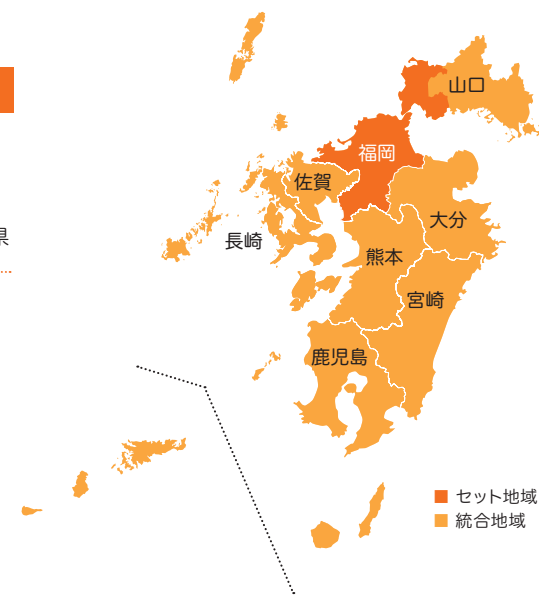 山口
福岡
佐賀
大分
長崎
県
熊本
宮崎
鹿児島
セット地域
統合地域